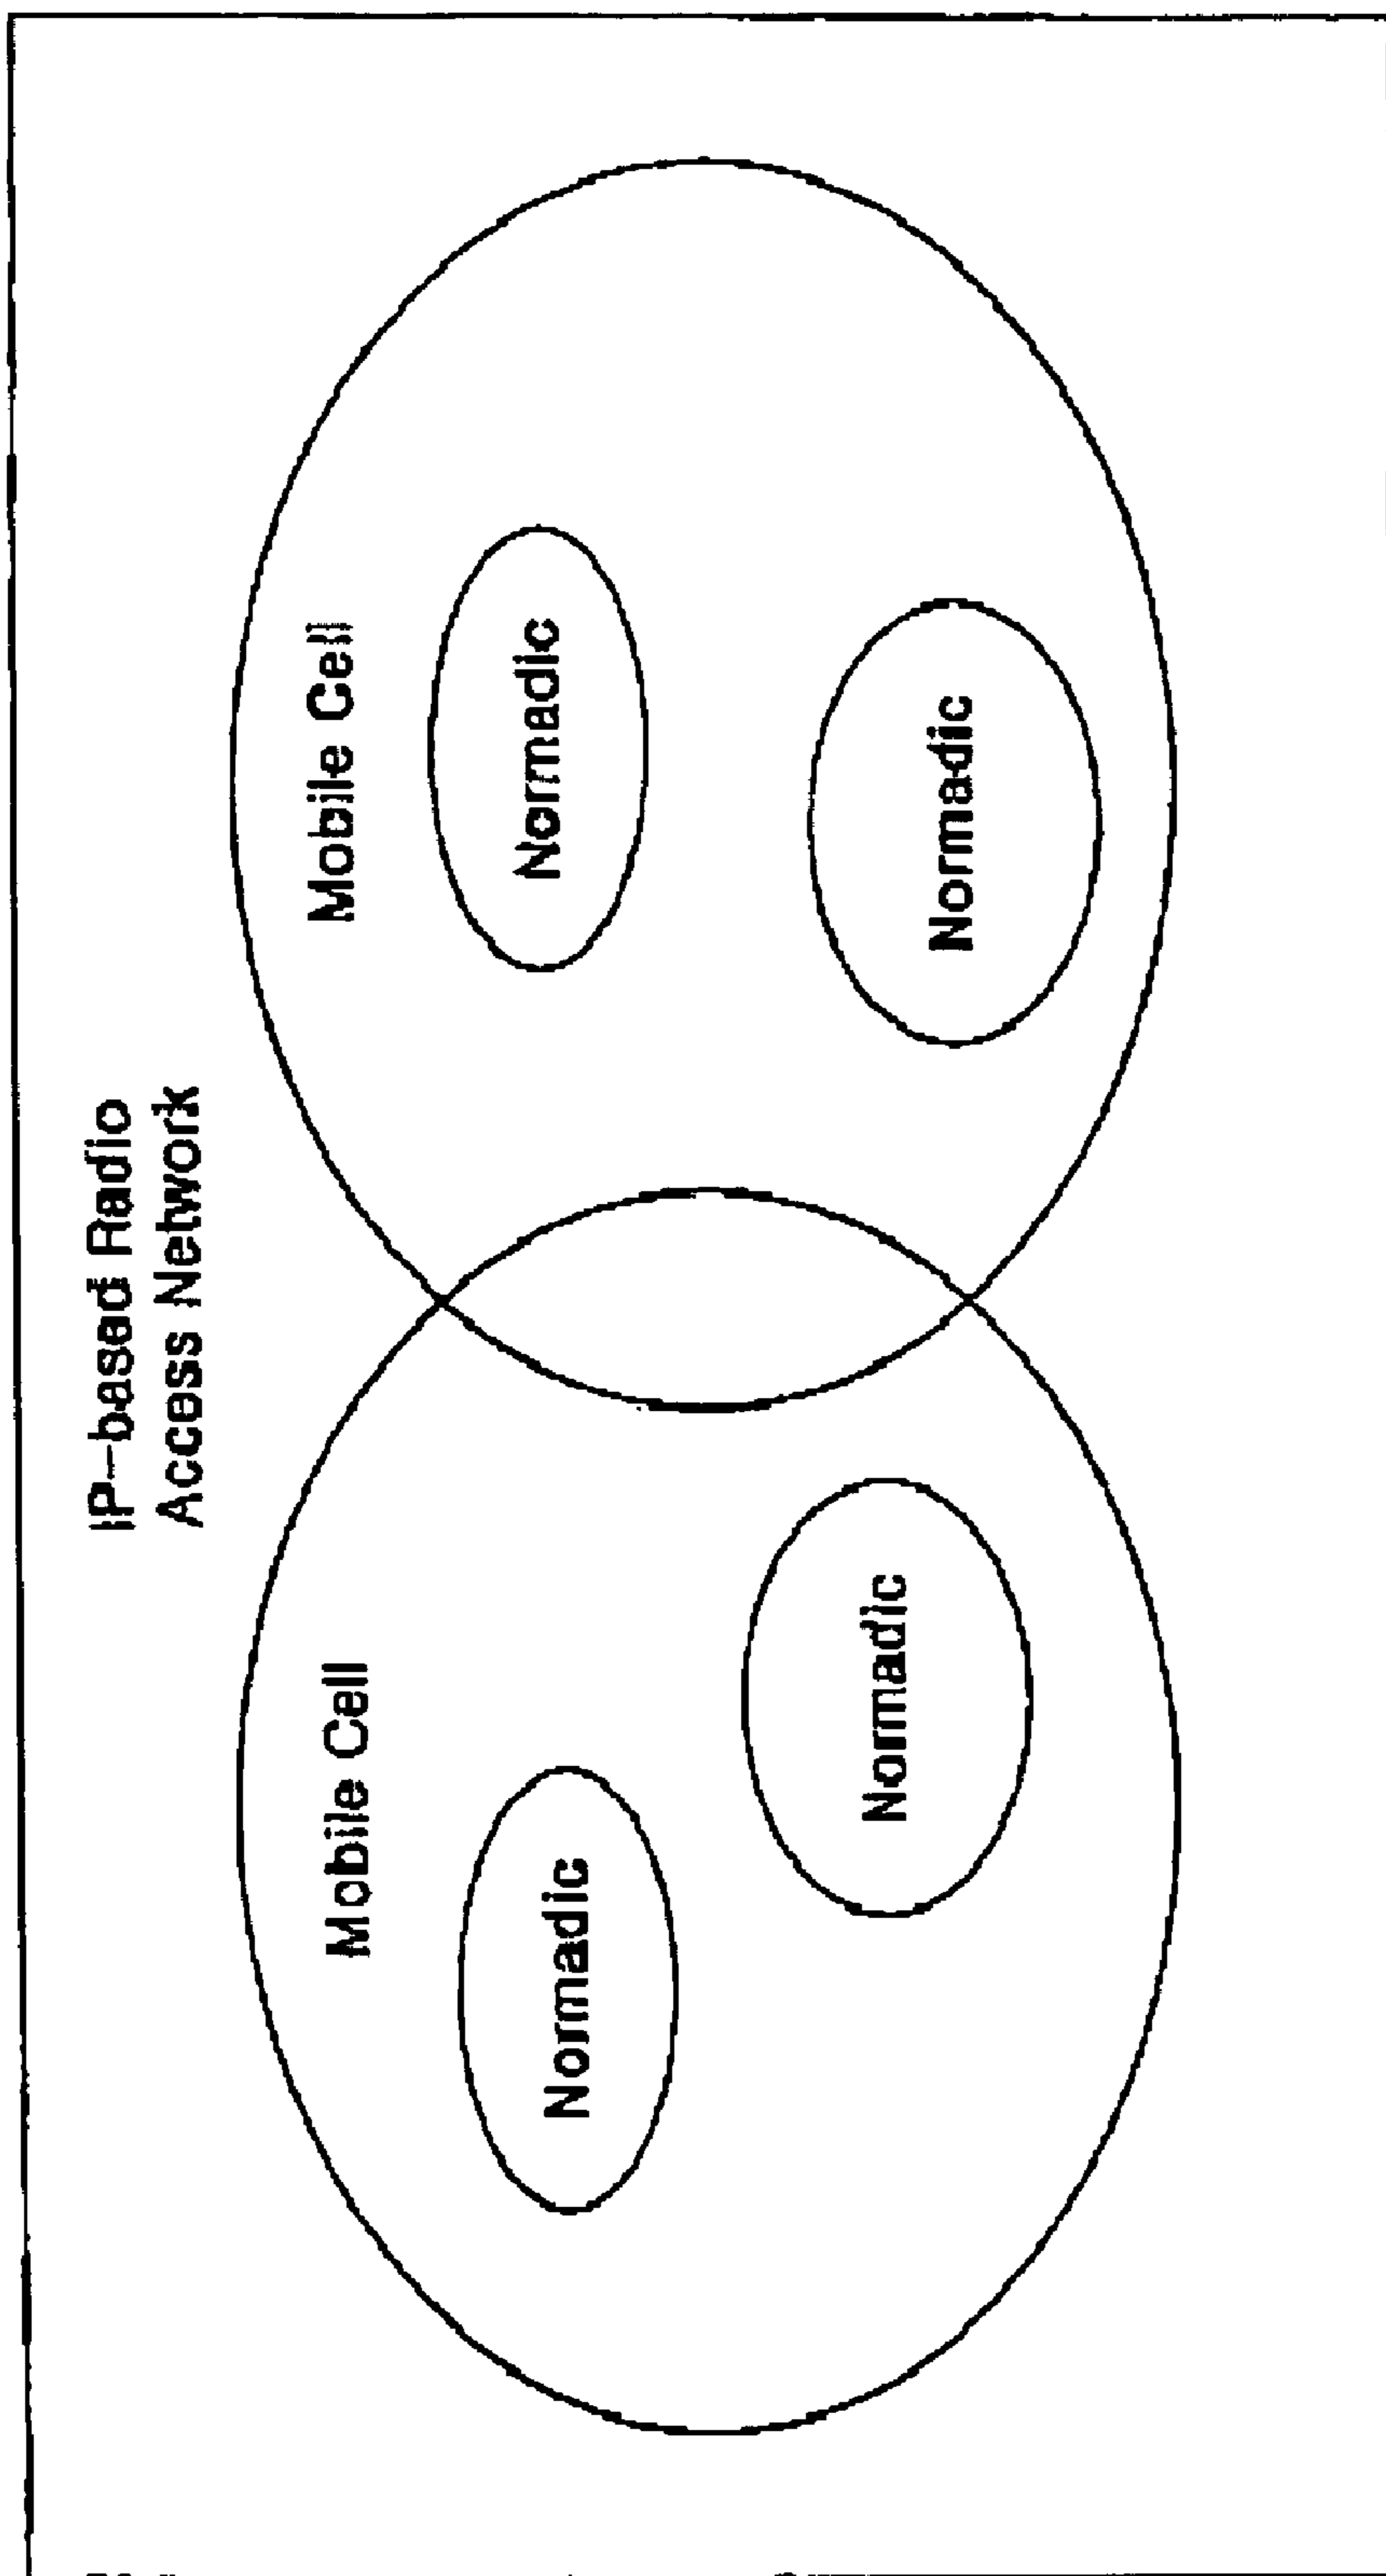 IP-based Radio
Access Network
Mobile Cell
Normadic
Normadic
Mobile Cell
Normadic
Normadic